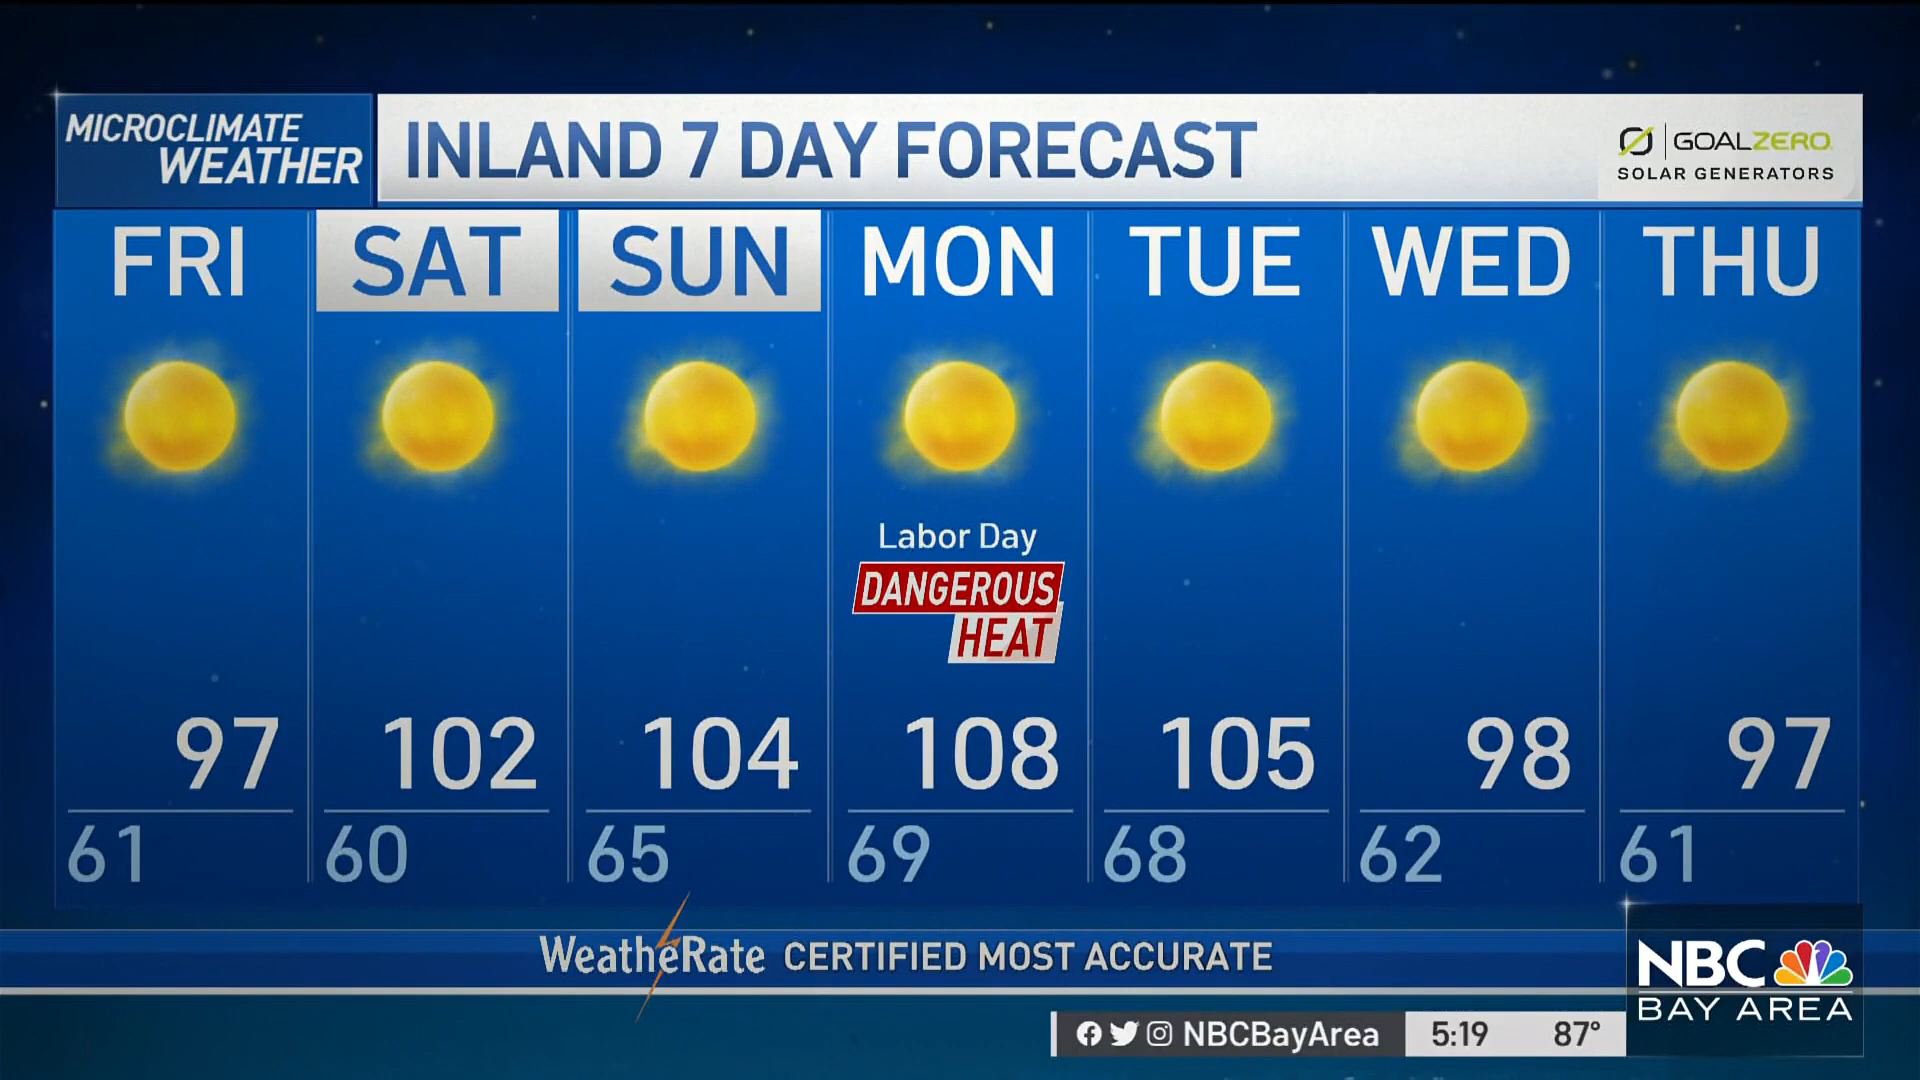 MICROCLIMATE
WEATHER
INLAND 7 DAY FORECAST
GOALZERO
SOLAR GENERATORS
FRI SAT SUN MON TUE WED THU
Labor Day
DANGEROUS
HEAT
97 102 104 108 105 98 97
61 60 65 69 68 62 61
WeatheRate CERTIFIED MOST ACCURATE
NBC
BAY AREA
NBCBayArea 5:19 87°